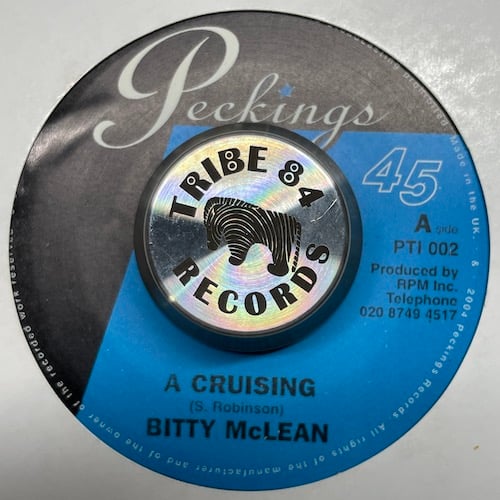 Peckings
45
TRIBE 84
RECORDS
A side
PTI 002
Produced by
RPM Inc.
Telephone
020 8749 4517
A CRUISING
(S. Robinson)
BITTY McLEAN
Made in the UK. © 2004 Peckings Records. All rights of the manufacturer and of the owner of the recorded work reserved